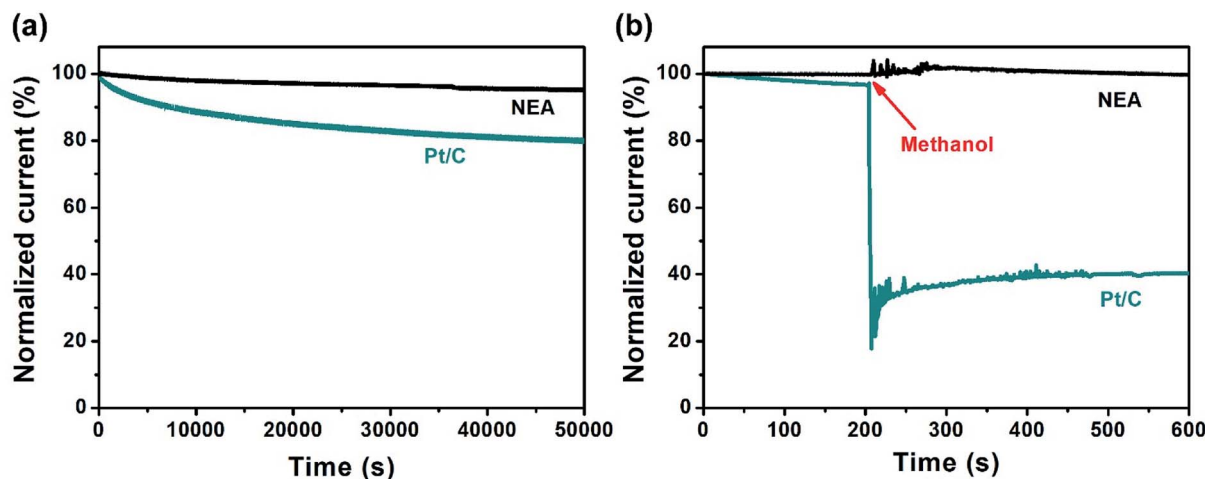 (a)
Normalized current (%)
100
80
60
40
20
0
NEA
Pt/C
0
10000
20000
30000
40000
50000
Time (s)
(b)
Normalized current (%)
100
80
60
40
20
0
NEA
Methanol
Pt/C
0
100
200
300
400
500
600
Time (s)